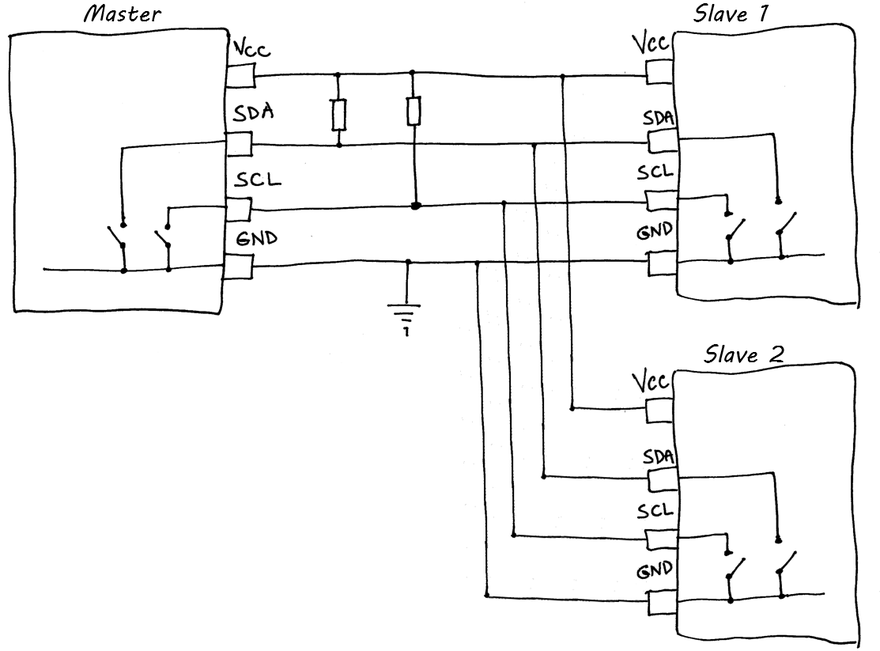 Master
Vcc
SDA
SCL
GND
Slave 1
Vcc
SDA
SCL
GND
Slave 2
Vcc
SDA
SCL
GND